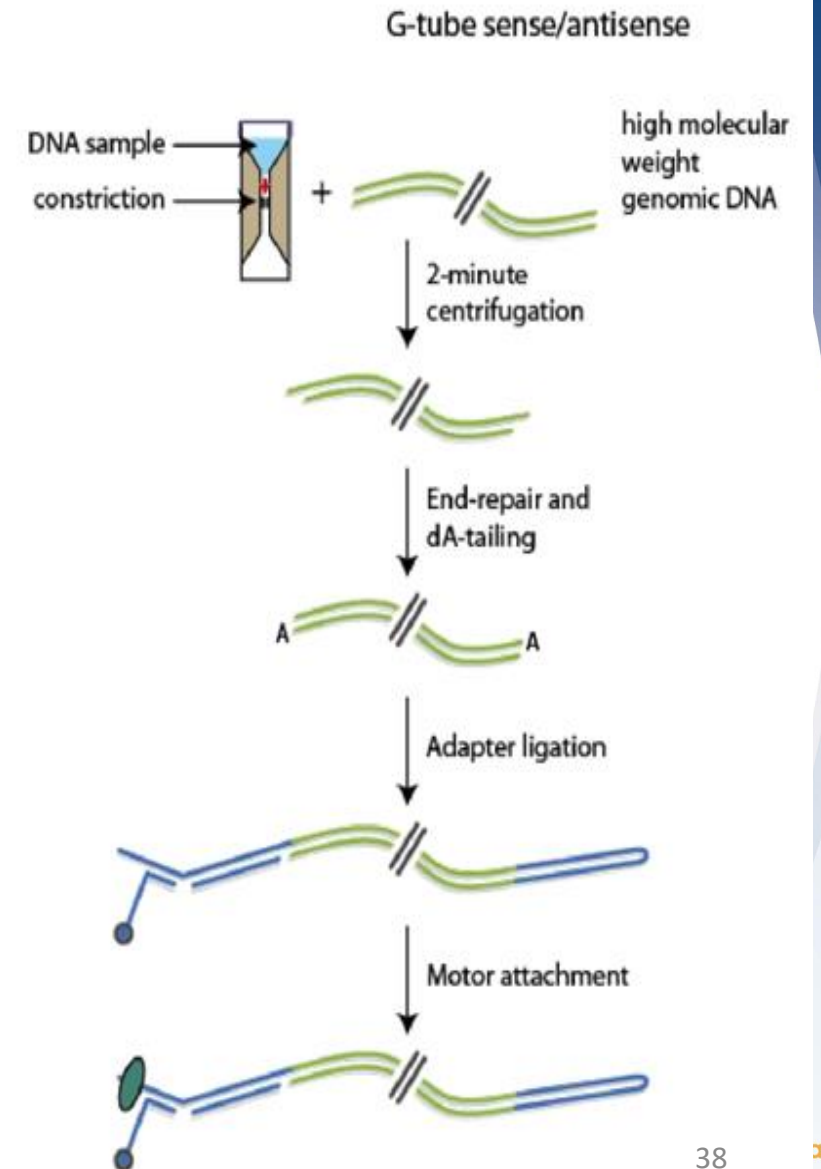 G-tube sense/antisense
DNA sample
constriction
+
high molecular
weight
genomic DNA
2-minute
centrifugation
End-repair and
dA-tailing
A
A
Adapter ligation
Motor attachment
38